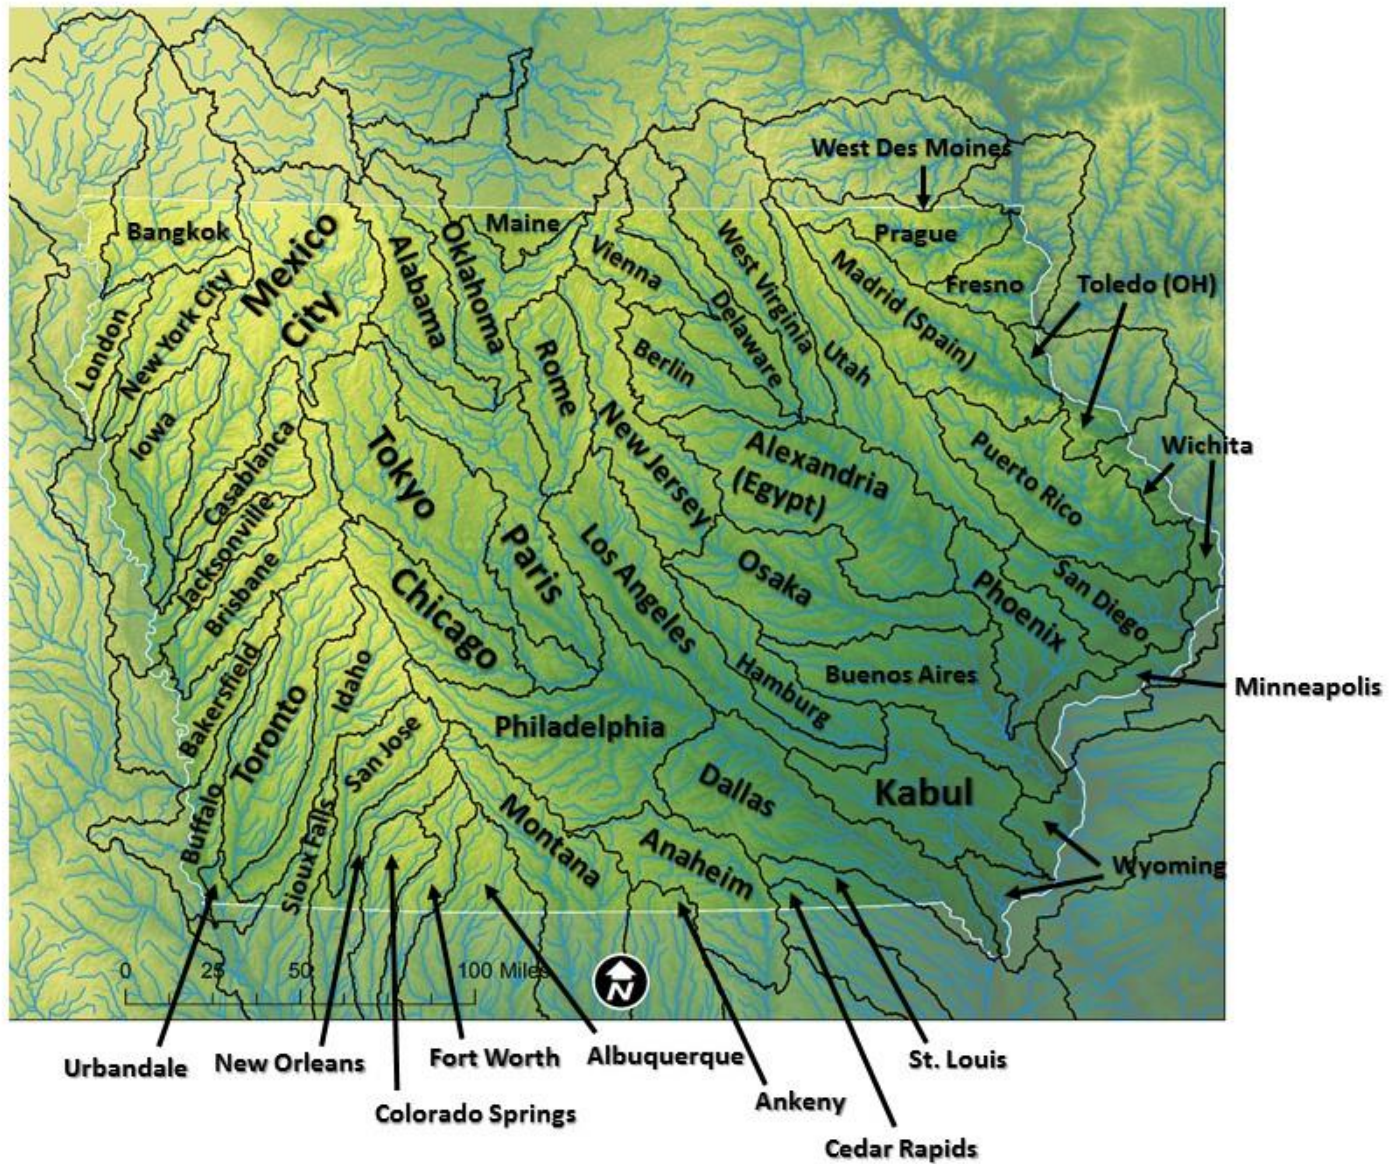 West Des Moines
Bangkok
Mexico
City
Alabama
Oklahoma
Maine
Vienna
West Virginia
Prague
Madrid (Spain)
Fresno
Toledo (OH)
London
New York City
Delaware
Berlin
Utah
Rome
Iowa
Casablanca
Tokyo
New Jersey
Alexandria
(Egypt)
Puerto Rico
Wichita
Jacksonville
Brisbane
Paris
Los Angeles
Osaka
Phoenix
San Diego
Chicago
Bakersfield
Toronto
Idaho
Hamburg
Buenos Aires
Minneapolis
San Jose
Philadelphia
Buffalo
Sioux Falls
Montana
Dallas
Kabul
Anaheim
Wyoming
0 25 50 100 Miles
N
Urbandale
New Orleans
Fort Worth
Albuquerque
St. Louis
Colorado Springs
Ankeny
Cedar Rapids